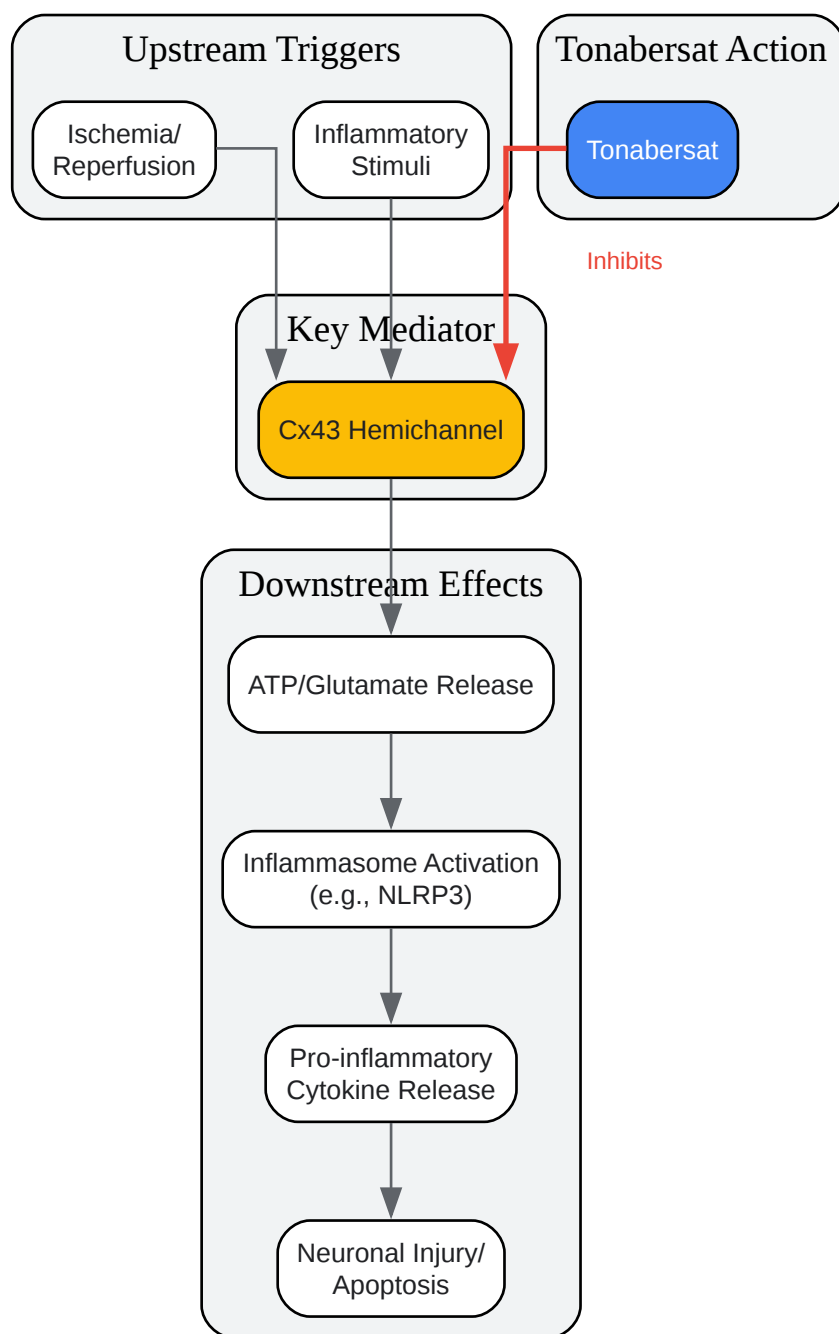 Upstream Triggers
Tonabersat Action
Ischemia/
Reperfusion
Inflammatory
Stimuli
Tonabersat
Inhibits
Key Mediator
Cx43 Hemichannel
Downstream Effects
ATP/Glutamate Release
Inflammasome Activation
(e.g., NLRP3)
Pro-inflammatory
Cytokine Release
Neuronal Injury/
Apoptosis